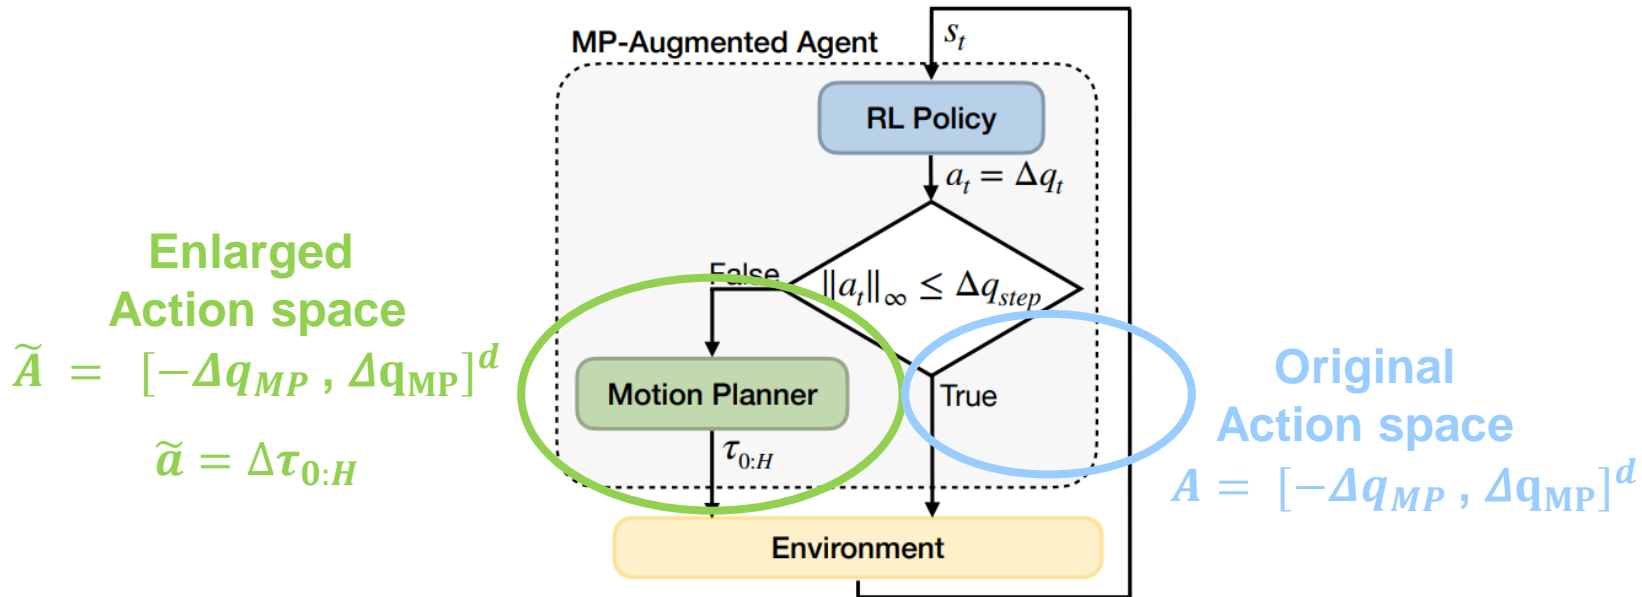 MP-Augmented Agent
s_t
RL Policy
a_t = Δq_t
Enlarged
Action space
Ã = [−Δq_MP , Δq_MP]^d
ã = Δτ_0:H
False
‖a_t‖_∞ ≤ Δq_step
Motion Planner
True
τ_0:H
Original
Action space
A = [−Δq_MP , Δq_MP]^d
Environment